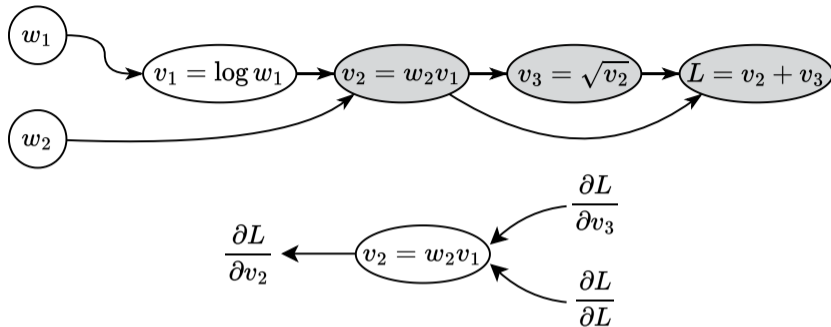 w₁
v₁ = log w₁
v₂ = w₂v₁
v₃ = √v₂
L = v₂ + v₃
w₂
∂L/∂v₃
∂L/∂v₂
v₂ = w₂v₁
∂L/∂L